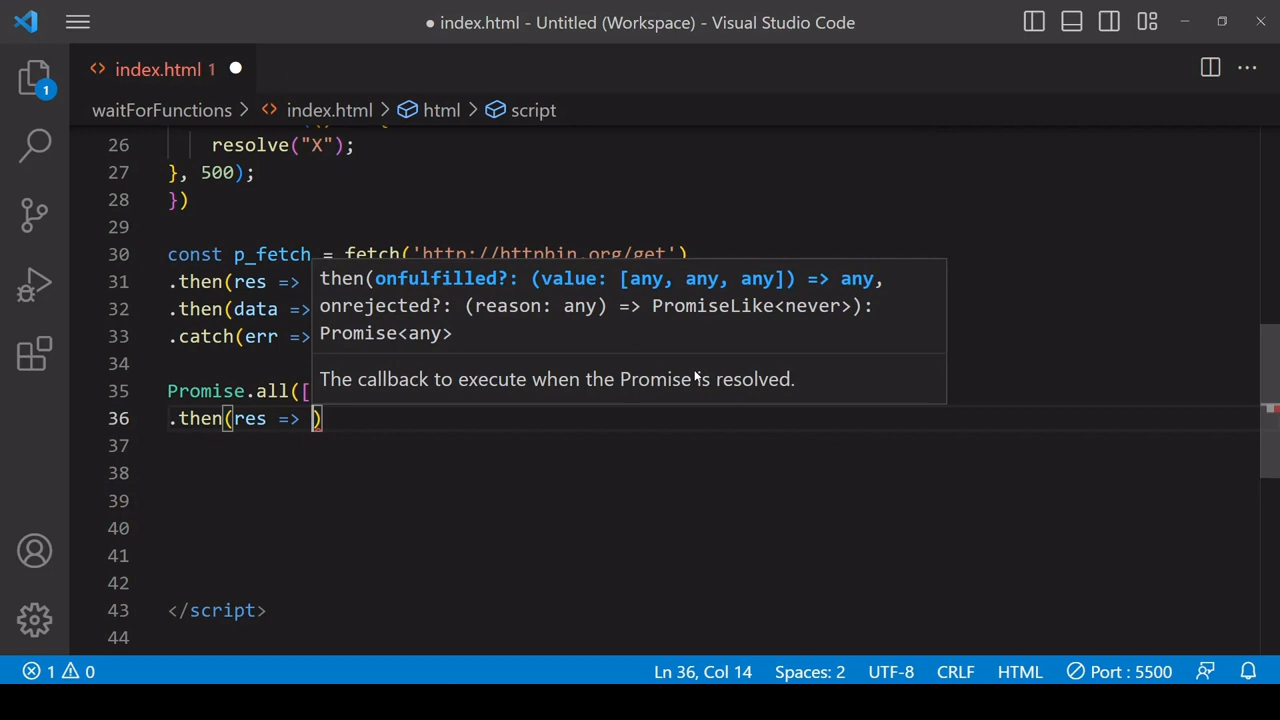 ● index.html - Untitled (Workspace) - Visual Studio Code
index.html 1
1
waitForFunctions > index.html > html > script
26 resolve("X");
27 }, 500);
28 })
29
30 const p_fetch = fetch('http://httpbin.org/get')
31 .then(res =>
32 .then(data =>
33 .catch(err =>
34
35 Promise.all([
36 .then(res => )
then(onfulfilled?: (value: [any, any, any]) => any,
onrejected?: (reason: any) => PromiseLike<never>):
Promise<any>
The callback to execute when the Promise is resolved.
37
38
39
40
41
42
43 </script>
44
1 0 Ln 36, Col 14 Spaces: 2 UTF-8 CRLF HTML Port : 5500